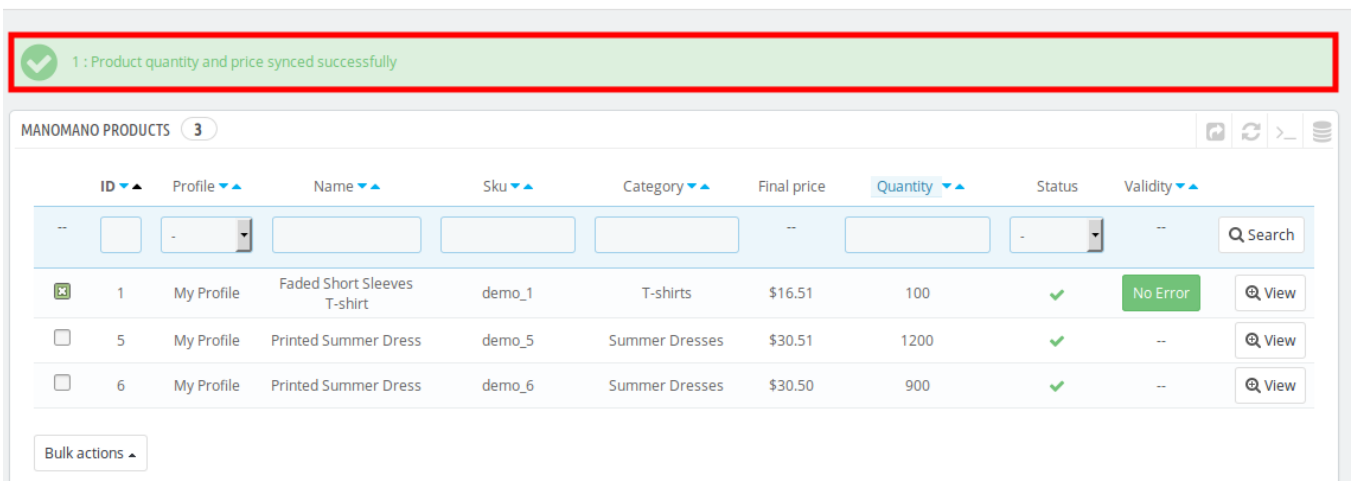 1 : Product quantity and price synced successfully
MANOMANO PRODUCTS 3
ID Profile Name Sku Category Final price Quantity Status Validity
-- - -- - -- Search
1 My Profile Faded Short Sleeves T-shirt demo_1 T-shirts $16.51 100 No Error View
5 My Profile Printed Summer Dress demo_5 Summer Dresses $30.51 1200 -- View
6 My Profile Printed Summer Dress demo_6 Summer Dresses $30.50 900 -- View
Bulk actions